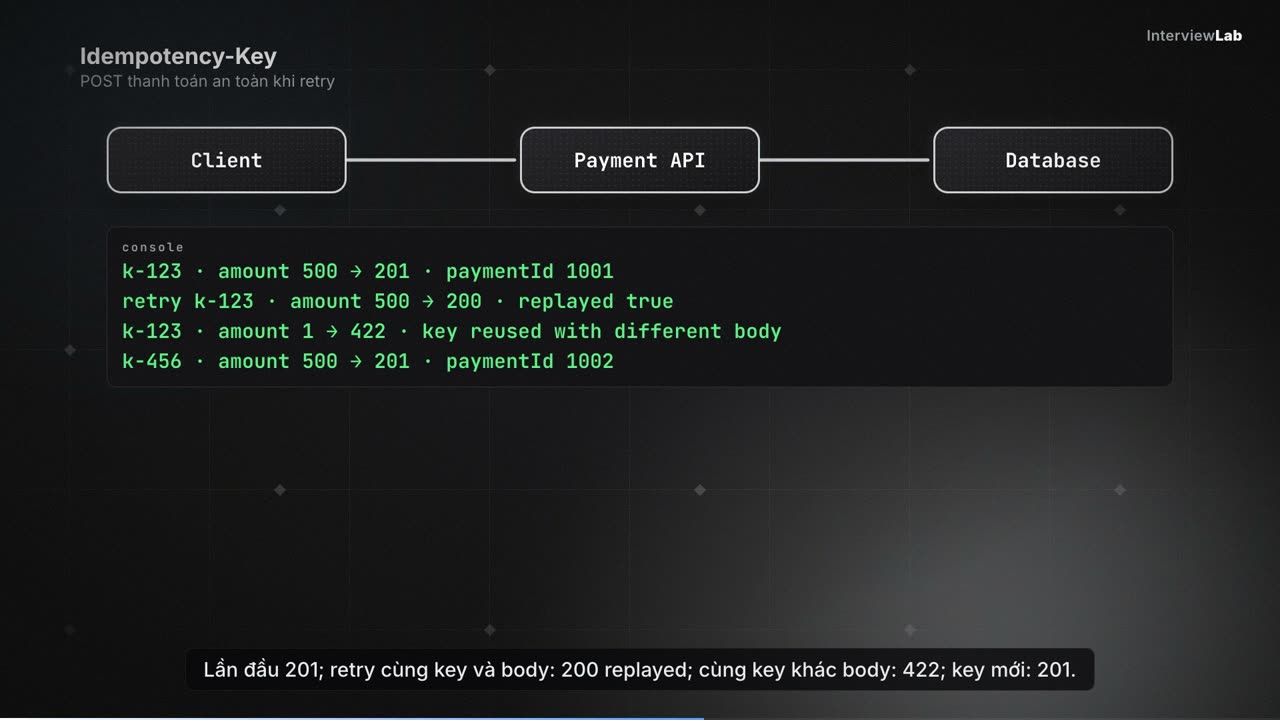 Idempotency-Key
InterviewLab
POST thanh toán an toàn khi retry
Client
Payment API
Database
console
k-123 · amount 500 → 201 · paymentId 1001
retry k-123 · amount 500 → 200 · replayed true
k-123 · amount 1 → 422 · key reused with different body
k-456 · amount 500 → 201 · paymentId 1002
Lần đầu 201; retry cùng key và body: 200 replayed; cùng key khác body: 422; key mới: 201.